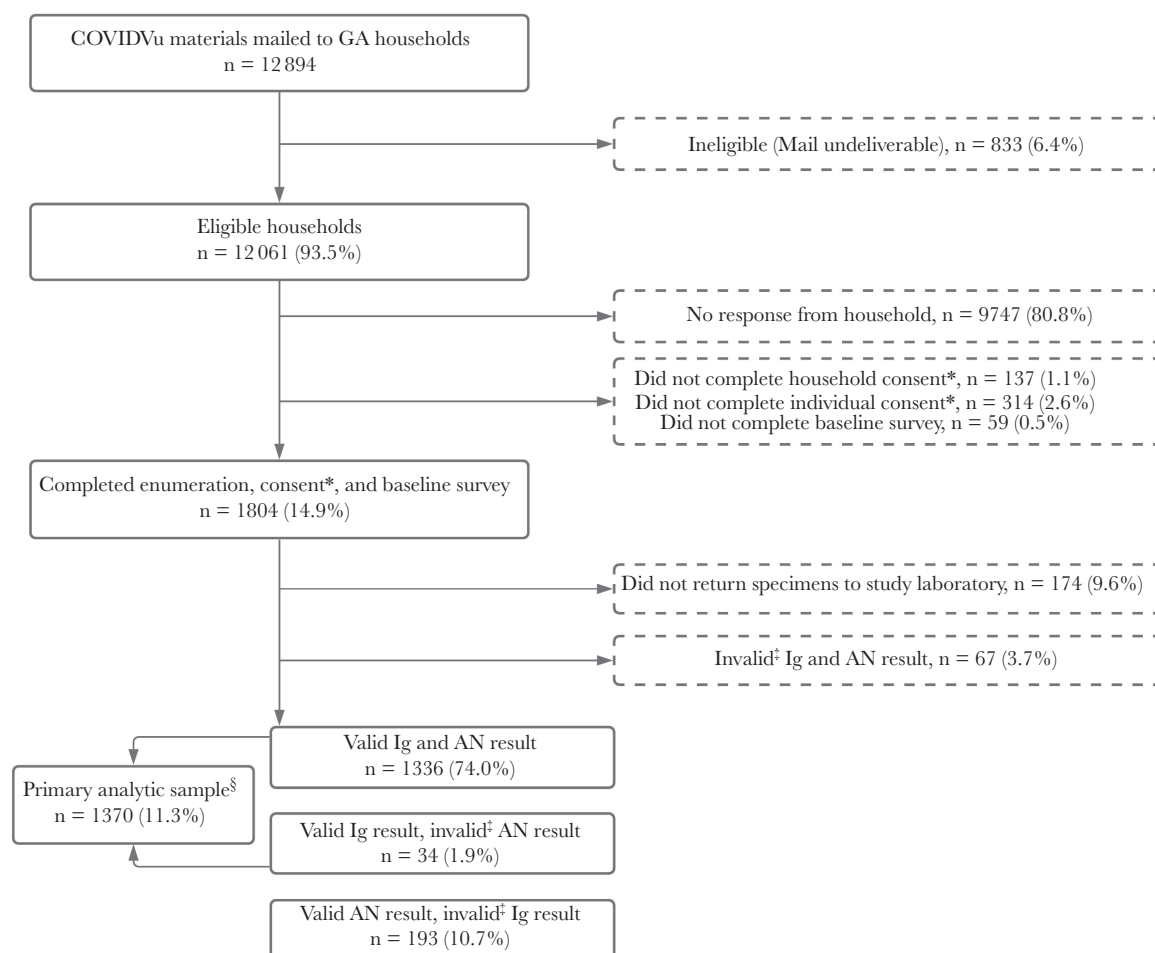 COVIDVu materials mailed to GA households
n = 12 894
Ineligible (Mail undeliverable), n = 833 (6.4%)
Eligible households
n = 12 061 (93.5%)
No response from household, n = 9747 (80.8%)
Did not complete household consent*, n = 137 (1.1%)
Did not complete individual consent*, n = 314 (2.6%)
Did not complete baseline survey, n = 59 (0.5%)
Completed enumeration, consent*, and baseline survey
n = 1804 (14.9%)
Did not return specimens to study laboratory, n = 174 (9.6%)
Invalid‡ Ig and AN result, n = 67 (3.7%)
Valid Ig and AN result
n = 1336 (74.0%)
Primary analytic sample§
n = 1370 (11.3%)
Valid Ig result, invalid‡ AN result
n = 34 (1.9%)
Valid AN result, invalid‡ Ig result
n = 193 (10.7%)